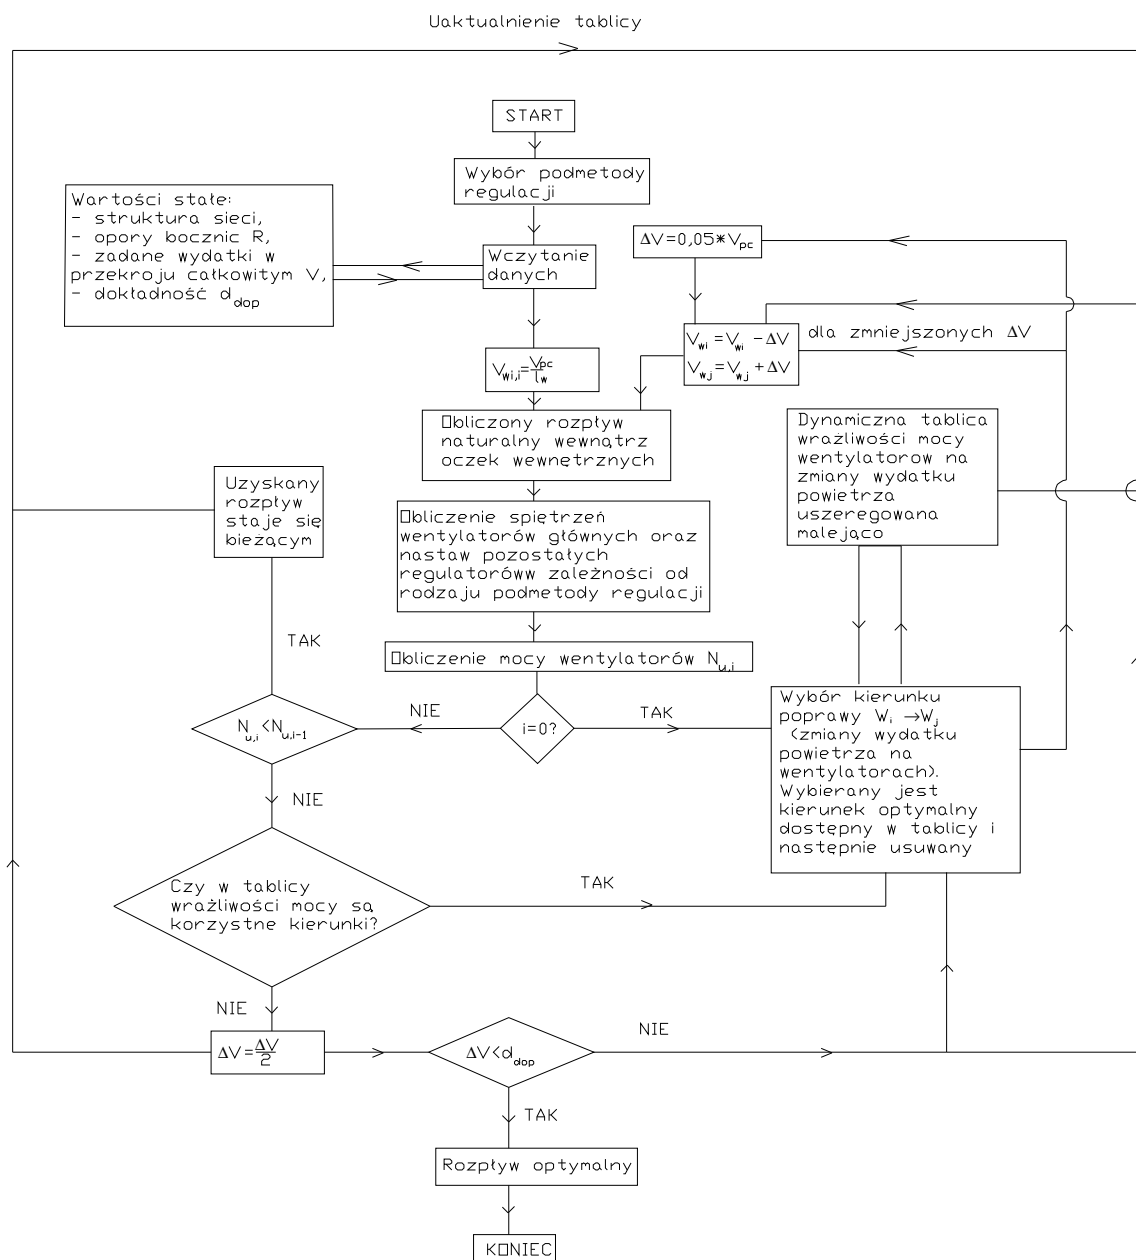 Uaktualnienie tablicy
START
Wybór podmetody
regulacji
Wartości stałe:
- struktura sieci,
- opory bocznic R,
- zadane wydatki w
przekroju całkowitym V,
- dokładność d_dop
Wczytanie
danych
ΔV=0,05*V_pc
V_wi=V_wi-ΔV
V_wj=V_wj+ΔV
dla zmniejszonych ΔV
V_wi,i=V_pc/l_w
□bliczony rozpływ
naturalny wewnątrz
oczek wewnętrznych
Dynamiczna tablica
wrażliwości mocy
wentylatorow na
zmiany wydatku
powietrza
uszeregowana
malejąco
Uzyskany
rozpływ
staje się
bieżącym
□bliczenie spiętrzeń
wentylatorów głównych oraz
nastaw pozostałych
regulatoróww zależności od
rodzaju podmetody regulacji
TAK
□bliczenie mocy wentylatorów N_u,i
N_u,i<N_u,i-1
NIE
i=0?
TAK
Wybór kierunku
poprawy W_i→W_j
(zmiany wydatku
powietrza na
wentylatorach).
Wybierany jest
kierunek optymalny
dostępny w tablicy i
następnie usuwany
NIE
Czy w tablicy
wrażliwości mocy są
korzystne kierunki?
TAK
NIE
ΔV=ΔV/2
ΔV<d_dop
NIE
TAK
Rozpływ optymalny
K□NIEC